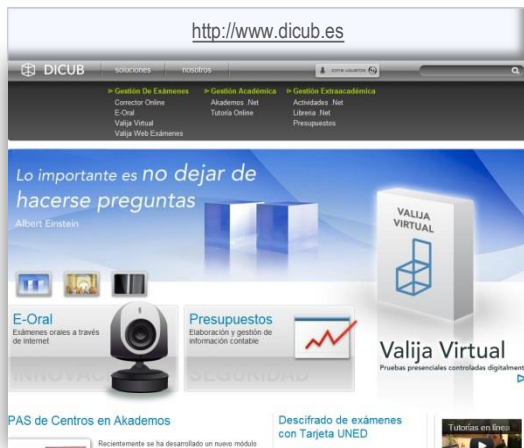 http://www.dicub.es
DICUB soluciones nosotros
Gestión De Exámenes Gestión Académica Gestión Extraacadémica
Corrector Online Akademos .Net Actividades .Net
E-Oral Tutoría Online Libreria .Net
Valija Virtual Presupuestos
Valija Web Exámenes
Lo importante es no dejar de
hacerse preguntas
Albert Einstein
VALIJA
VIRTUAL
E-Oral
Exámenes orales a través
de internet
INNOVAC
Presupuestos
Elaboración y gestión de
información contable
SEGURIDAD
Valija Virtual
Pruebas presenciales controladas digitalment
PAS de Centros en Akademos
Recientemente se ha desarrollado un nuevo módulo
Descifrado de exámenes
con Tarjeta UNED
Tutorías en línea